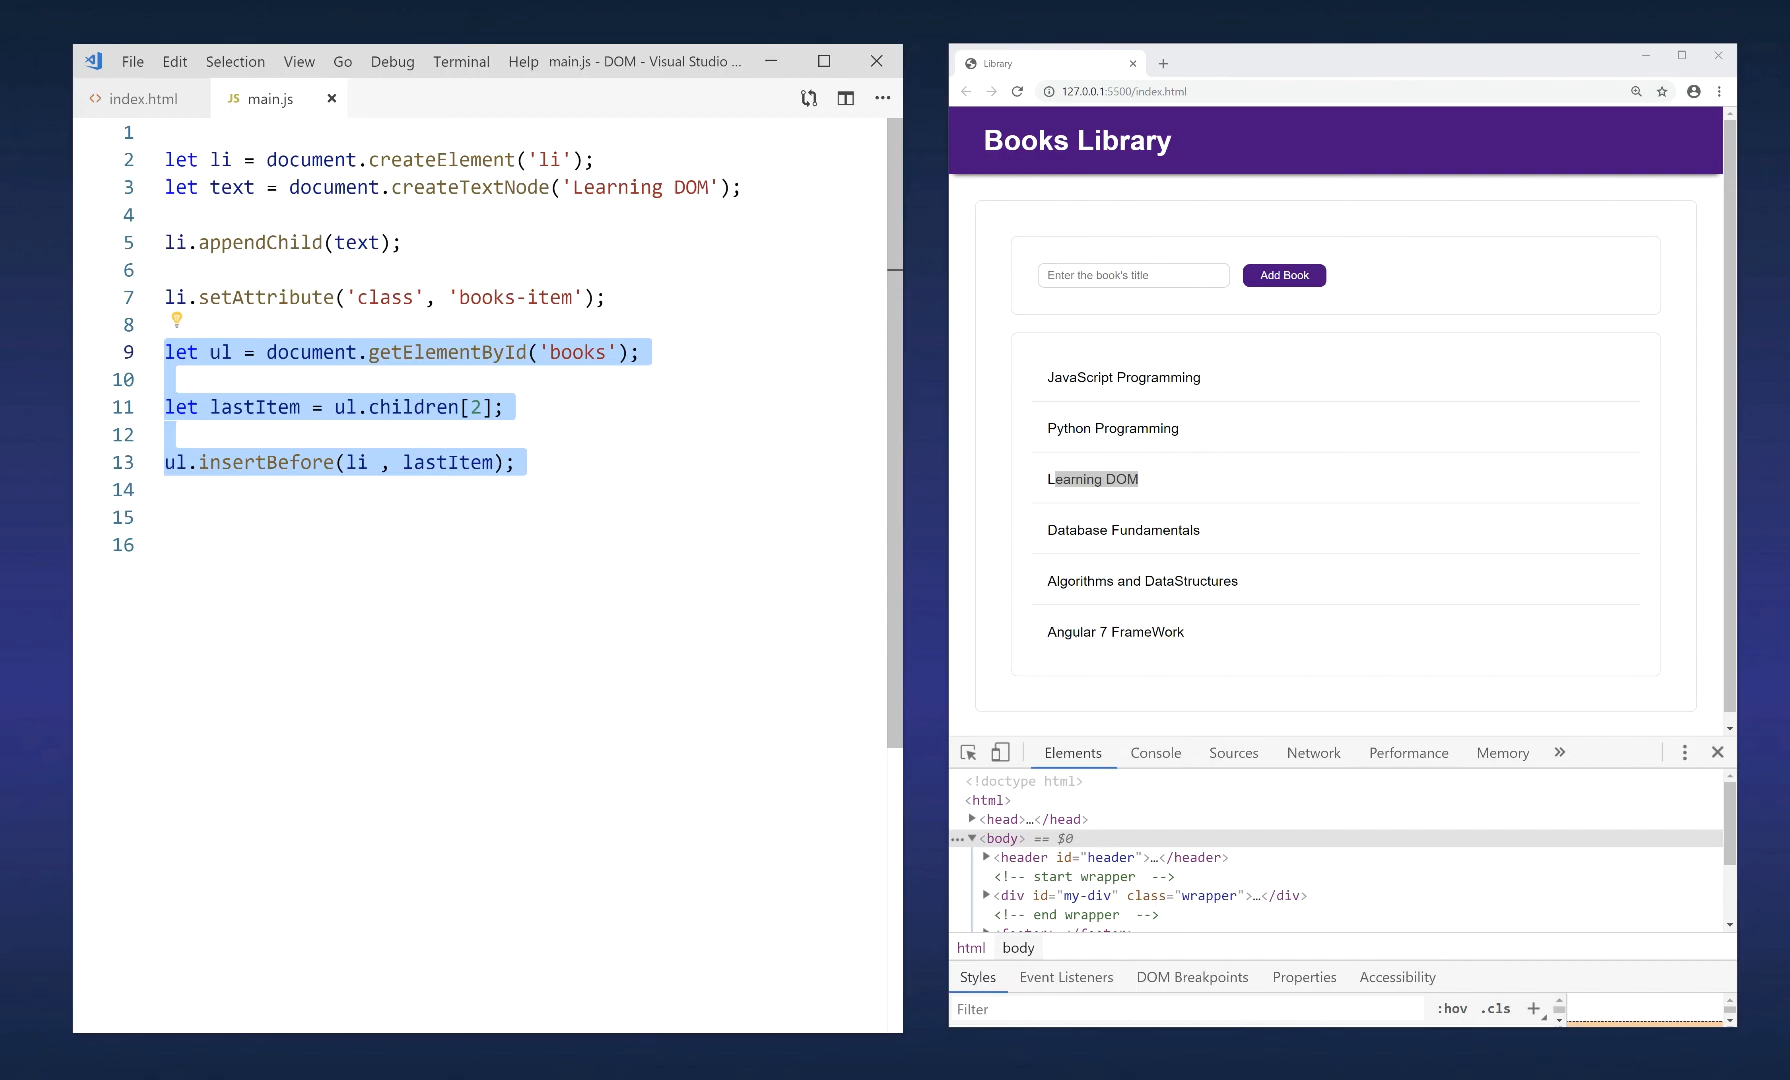 File Edit Selection View Go Debug Terminal Help main.js - DOM - Visual Studio ...
<> index.html JS main.js
1
2 let li = document.createElement('li');
3 let text = document.createTextNode('Learning DOM');
4
5 li.appendChild(text);
6
7 li.setAttribute('class', 'books-item');
8
9 let ul = document.getElementById('books');
10
11 let lastItem = ul.children[2];
12
13 ul.insertBefore(li , lastItem);
14
15
16
Library
127.0.0.1:5500/index.html
Books Library
Enter the book's title Add Book
JavaScript Programming
Python Programming
Learning DOM
Database Fundamentals
Algorithms and DataStructures
Angular 7 FrameWork
Elements Console Sources Network Performance Memory »
<!doctype html>
<html>
<head>…</head>
<body> == $0
<header id="header">…</header>
<!-- start wrapper -->
<div id="my-div" class="wrapper">…</div>
<!-- end wrapper -->
html body
Styles Event Listeners DOM Breakpoints Properties Accessibility
Filter :hov .cls +